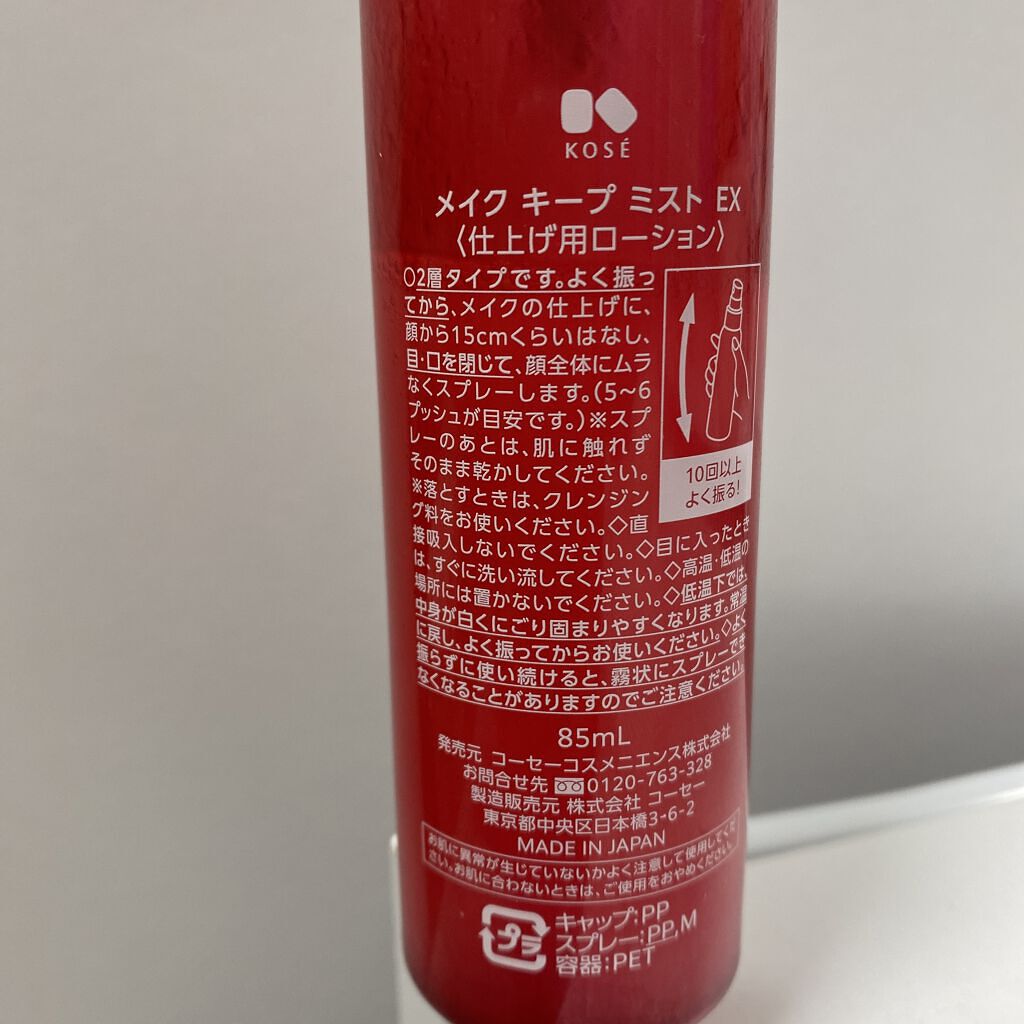 KOSÉ
メイク キープ ミスト EX
〈仕上げ用ローション〉
○2層タイプです。よく振っ
てから、メイクの仕上げに、
顔から15cmくらいはなし、
目・口を閉じて、顔全体にムラ
なくスプレーします。(5~6
プッシュが目安です。)※スプ
レーのあとは、肌に触れず
そのまま乾かしてください。
※落とすときは、クレンジン
グ料をお使いください。◇直
接吸入しないでください。◇目に入ったとき
は、すぐに洗い流してください。◇高温・低温の
場所には置かないでください。◇低温下では、
中身が白くにごり固まりやすくなります。常温
に戻し、よく振ってからお使いください。◇よく
振らずに使い続けると、霧状にスプレーでき
なくなることがありますのでご注意ください。
10回以上
よく振る!
85mL
発売元 コーセーコスメニエンス株式会社
お問合せ先 0120-763-328
製造販売元 株式会社 コーセー
東京都中央区日本橋3-6-2
MADE IN JAPAN
お肌に異常が生じていないかよく注意して使用してくだ
さい。お肌に合わないときは、ご使用をおやめください。
プラ
キャップ:PP
スプレー:PP,M
容器:PET